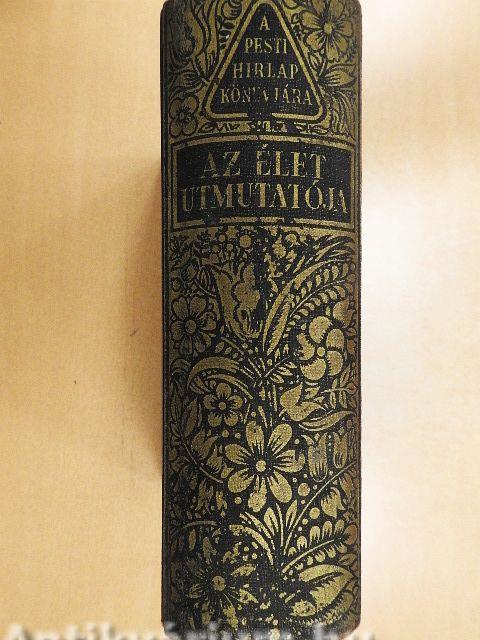 A
PESTI
HIRLAP
KÖNYVTÁRA
AZ ÉLET
UTMUTATÓJA